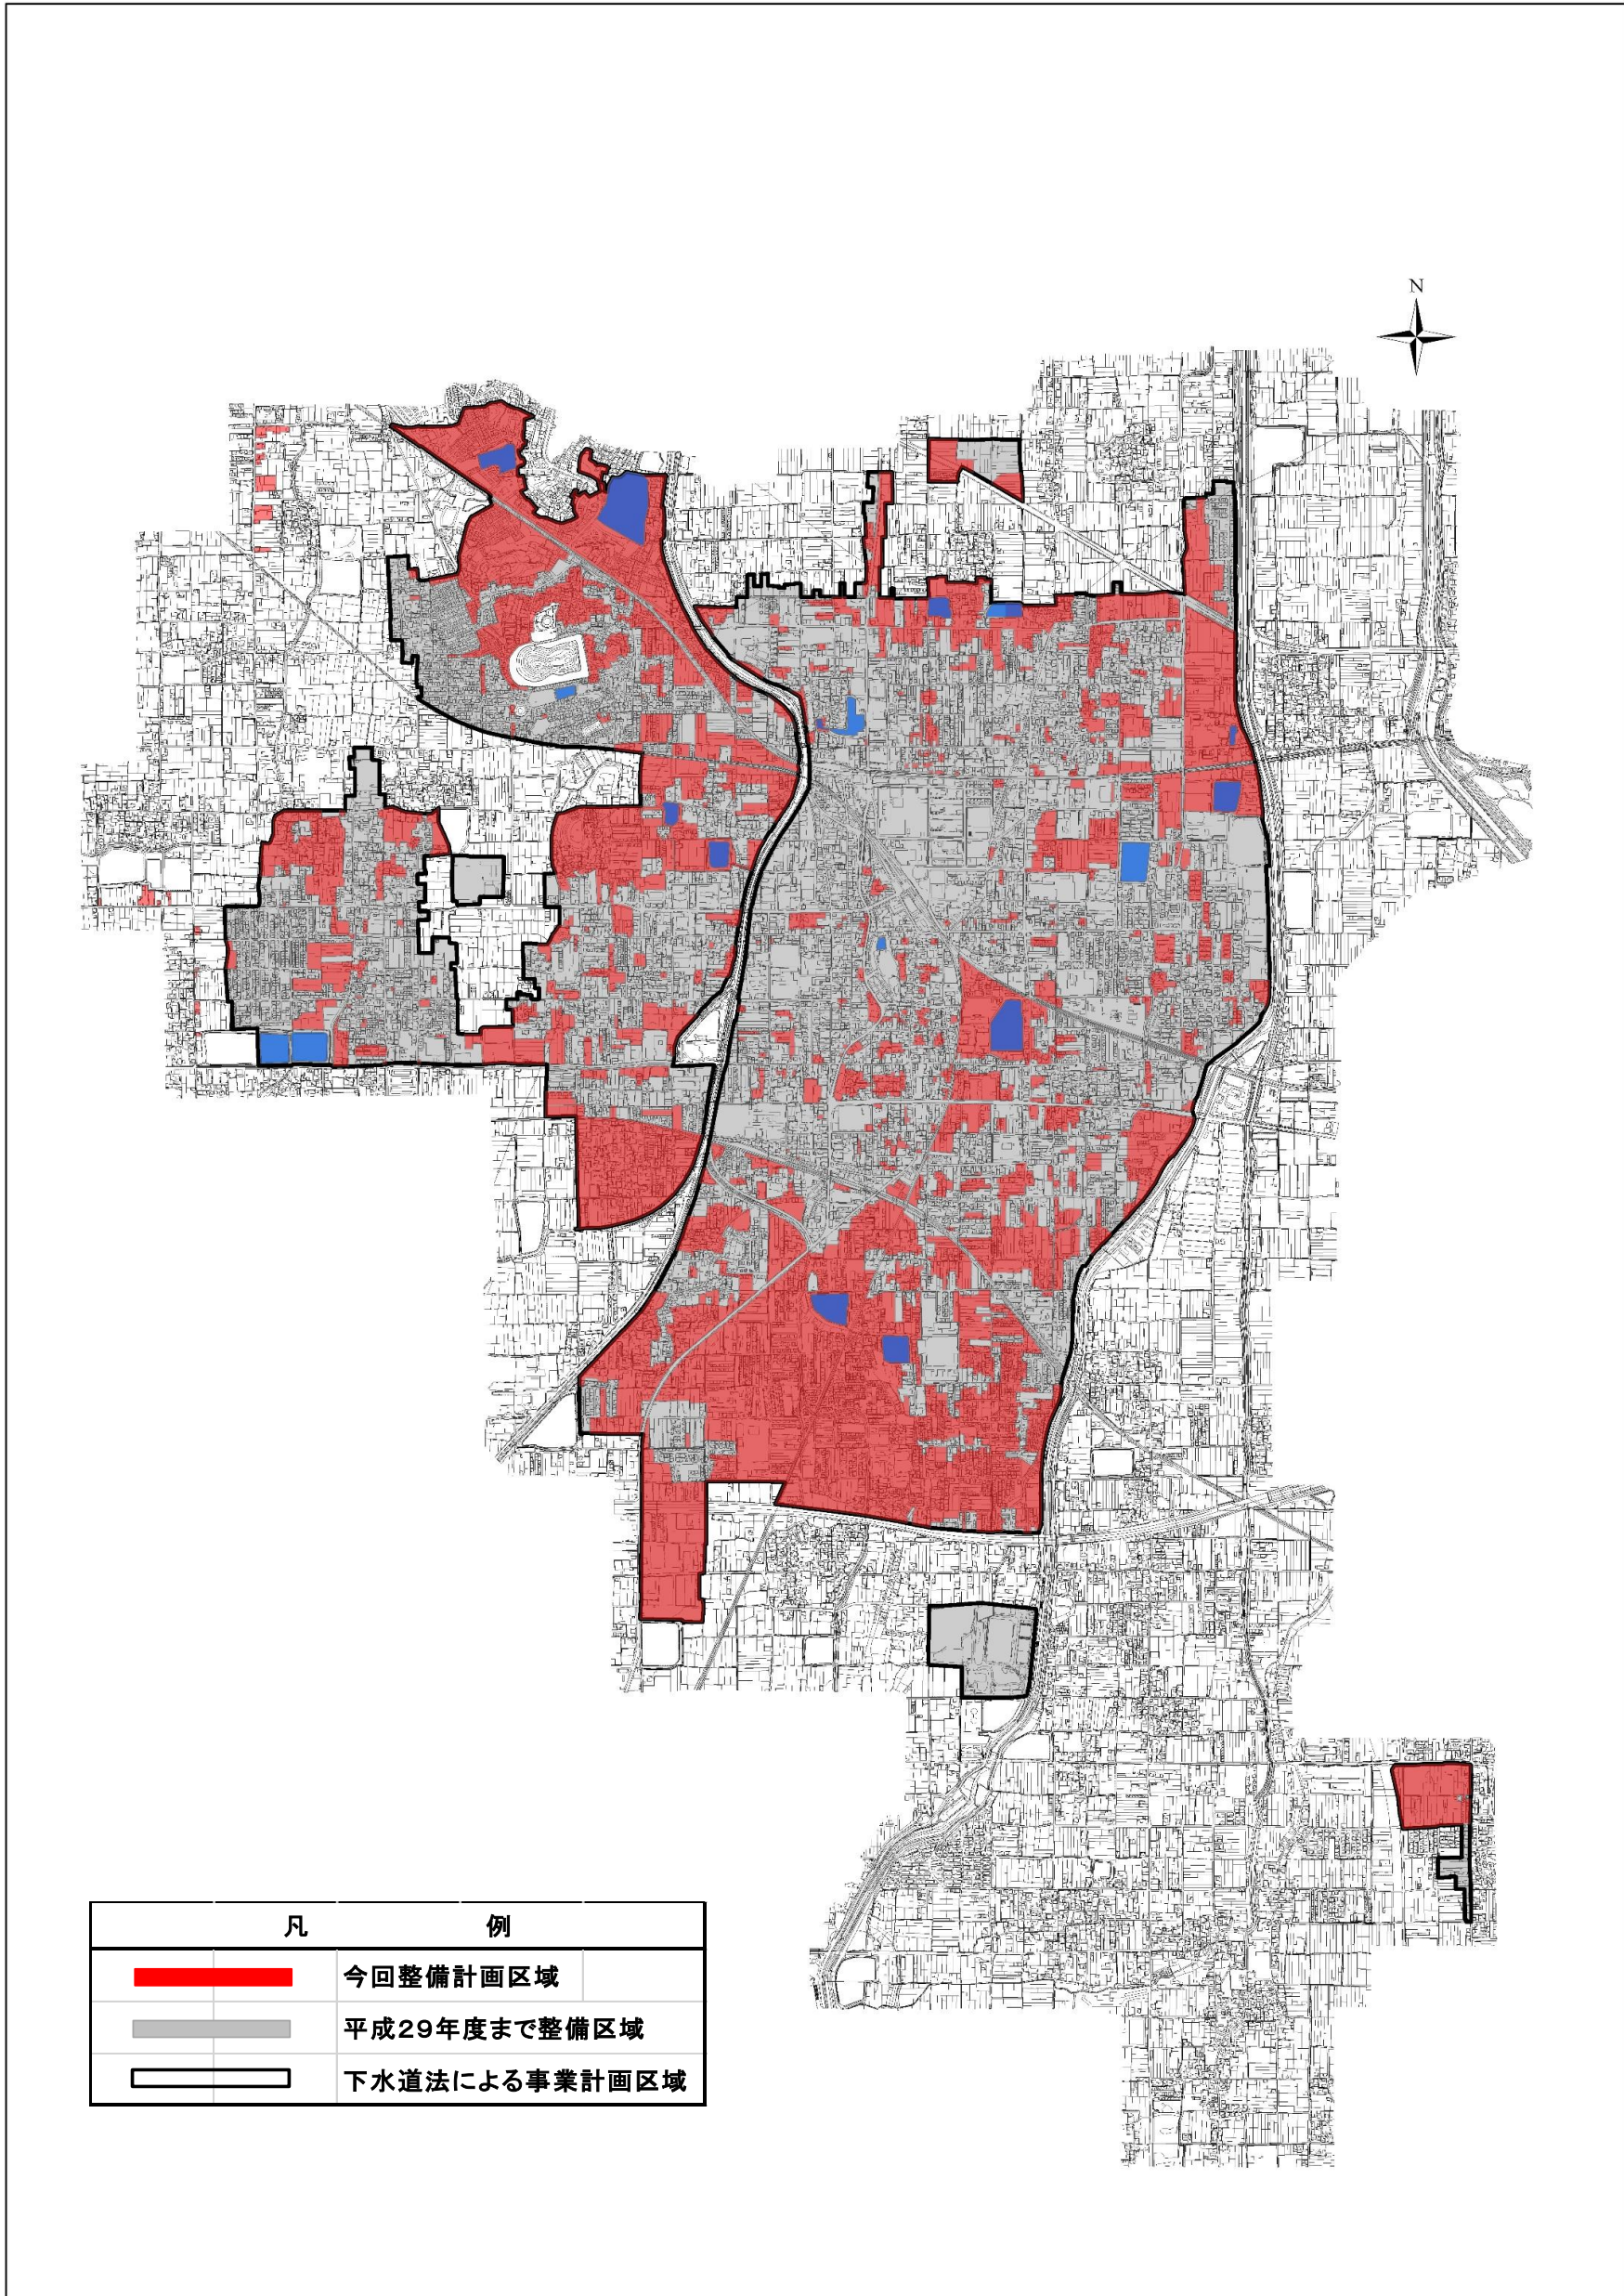 N
凡 例
今回整備計画区域
平成29年度まで整備区域
下水道法による事業計画区域